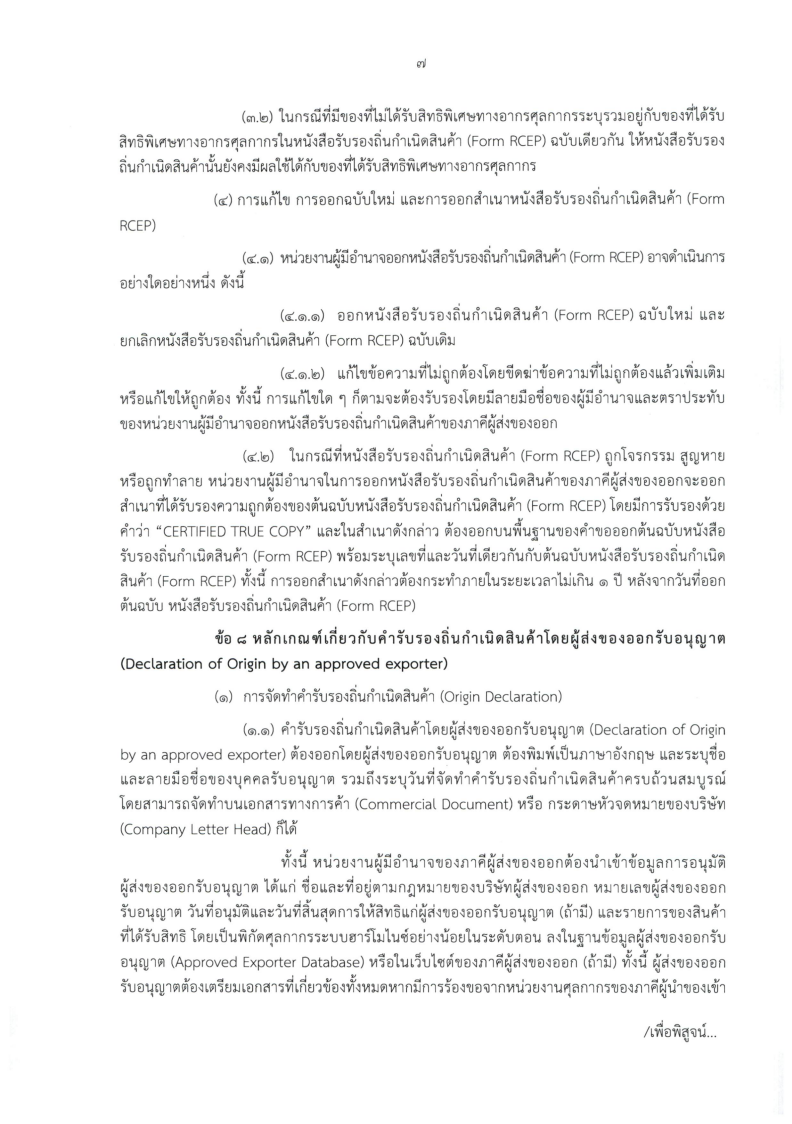 ๗
(๓.๒) ในกรณีที่มีของที่ไม่ได้รับสิทธิพิเศษทางอากรศุลกากรระบุรวมอยู่กับของที่ได้รับ
สิทธิพิเศษทางอากรศุลกากรในหนังสือรับรองถิ่นกำเนิดสินค้า (Form RCEP) ฉบับเดียวกัน ให้หนังสือรับรอง
ถิ่นกำเนิดสินค้านั้นยังคงมีผลใช้ได้กับของที่ได้รับสิทธิพิเศษทางอากรศุลกากร
(๔) การแก้ไข การออกฉบับใหม่ และการออกสำเนาหนังสือรับรองถิ่นกำเนิดสินค้า (Form
RCEP)
(๔.๑) หน่วยงานผู้มีอำนาจออกหนังสือรับรองถิ่นกำเนิดสินค้า (Form RCEP) อาจดำเนินการ
อย่างใดอย่างหนึ่ง ดังนี้
(๔.๑.๑) ออกหนังสือรับรองถิ่นกำเนิดสินค้า (Form RCEP) ฉบับใหม่ และ
ยกเลิกหนังสือรับรองถิ่นกำเนิดสินค้า (Form RCEP) ฉบับเดิม
(๔.๑.๒) แก้ไขข้อความที่ไม่ถูกต้องโดยขีดฆ่าข้อความที่ไม่ถูกต้องแล้วเพิ่มเติม
หรือแก้ไขให้ถูกต้อง ทั้งนี้ การแก้ไขใด ๆ ก็ตามจะต้องรับรองโดยมีลายมือชื่อของผู้มีอำนาจและตราประทับ
ของหน่วยงานผู้มีอำนาจออกหนังสือรับรองถิ่นกำเนิดสินค้าของภาคีผู้ส่งของออก
(๔.๒) ในกรณีที่หนังสือรับรองถิ่นกำเนิดสินค้า (Form RCEP) ถูกโจรกรรม สูญหาย
หรือถูกทำลาย หน่วยงานผู้มีอำนาจในการออกหนังสือรับรองถิ่นกำเนิดสินค้าของภาคีผู้ส่งของออกจะออก
สำเนาที่ได้รับรองความถูกต้องของต้นฉบับหนังสือรับรองถิ่นกำเนิดสินค้า (Form RCEP) โดยมีการรับรองด้วย
คำว่า “CERTIFIED TRUE COPY” และในสำเนาดังกล่าว ต้องออกบนพื้นฐานของคำขอออกต้นฉบับหนังสือ
รับรองถิ่นกำเนิดสินค้า (Form RCEP) พร้อมระบุเลขที่และวันที่เดียวกันกับต้นฉบับหนังสือรับรองถิ่นกำเนิด
สินค้า (Form RCEP) ทั้งนี้ การออกสำเนาดังกล่าวต้องกระทำภายในระยะเวลาไม่เกิน ๑ ปี หลังจากวันที่ออก
ต้นฉบับ หนังสือรับรองถิ่นกำเนิดสินค้า (Form RCEP)
ข้อ ๘ หลักเกณฑ์เกี่ยวกับคำรับรองถิ่นกำเนิดสินค้าโดยผู้ส่งของออกรับอนุญาต
(Declaration of Origin by an approved exporter)
(๑) การจัดทำคำรับรองถิ่นกำเนิดสินค้า (Origin Declaration)
(๑.๑) คำรับรองถิ่นกำเนิดสินค้าโดยผู้ส่งของออกรับอนุญาต (Declaration of Origin
by an approved exporter) ต้องออกโดยผู้ส่งของออกรับอนุญาต ต้องพิมพ์เป็นภาษาอังกฤษ และระบุชื่อ
และลายมือชื่อของบุคคลรับอนุญาต รวมถึงระบุวันที่จัดทำคำรับรองถิ่นกำเนิดสินค้าครบถ้วนสมบูรณ์
โดยสามารถจัดทำบนเอกสารทางการค้า (Commercial Document) หรือ กระดาษหัวจดหมายของบริษัท
(Company Letter Head) ก็ได้
ทั้งนี้ หน่วยงานผู้มีอำนาจของภาคีผู้ส่งของออกต้องนำเข้าข้อมูลการอนุมัติ
ผู้ส่งของออกรับอนุญาต ได้แก่ ชื่อและที่อยู่ตามกฎหมายของบริษัทผู้ส่งของออก หมายเลขผู้ส่งของออก
รับอนุญาต วันที่อนุมัติและวันที่สิ้นสุดการให้สิทธิแก่ผู้ส่งของออกรับอนุญาต (ถ้ามี) และรายการของสินค้า
ที่ได้รับสิทธิ โดยเป็นพิกัดศุลกากรระบบฮาร์โมไนซ์อย่างน้อยในระดับตอน ลงในฐานข้อมูลผู้ส่งของออกรับ
อนุญาต (Approved Exporter Database) หรือในเว็บไซต์ของภาคีผู้ส่งของออก (ถ้ามี) ทั้งนี้ ผู้ส่งของออก
รับอนุญาตต้องเตรียมเอกสารที่เกี่ยวข้องทั้งหมดหากมีการร้องขอจากหน่วยงานศุลกากรของภาคีผู้นำของเข้า
/เพื่อพิสูจน์...